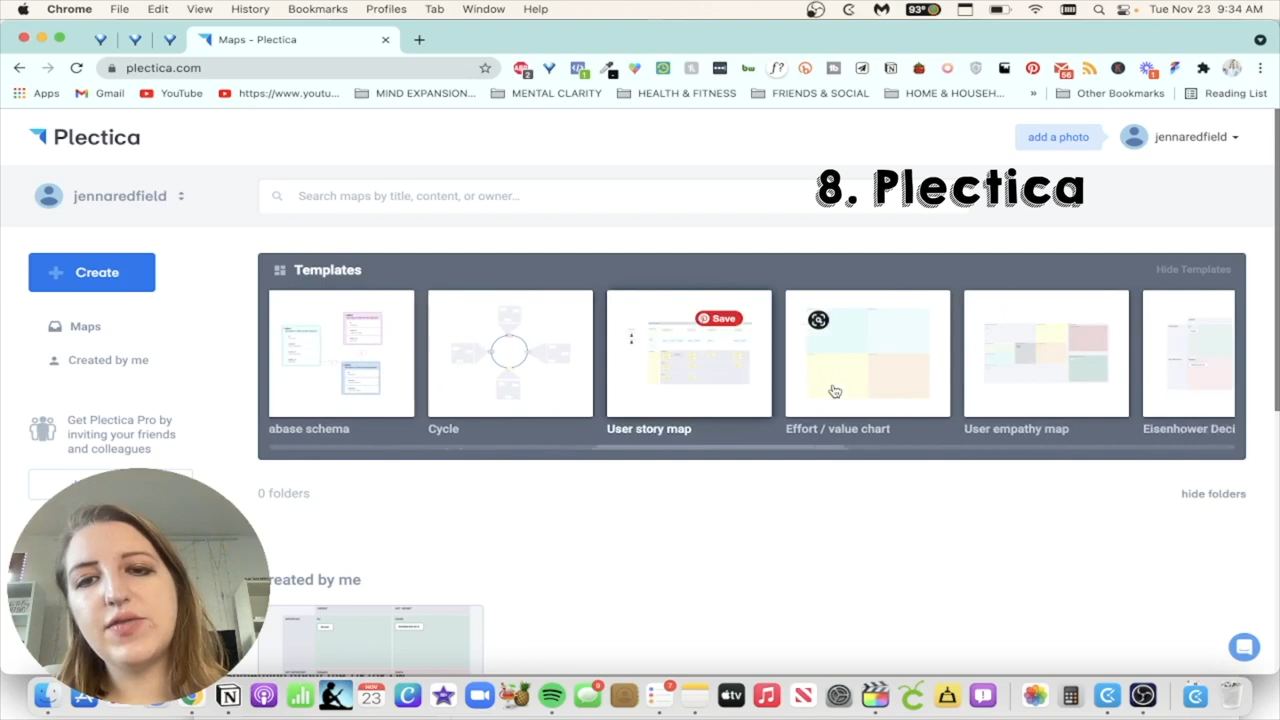 Chrome File Edit View History Bookmarks Profiles Tab Window Help 93° Tue Nov 23 9:34 AM
Maps - Plectica
plectica.com
Apps Gmail YouTube https://www.youtu... MIND EXPANSION... MENTAL CLARITY HEALTH & FITNESS FRIENDS & SOCIAL HOME & HOUSEH... » Other Bookmarks Reading List
Plectica add a photo jennaredfield
jennaredfield Search maps by title, content, or owner...
8. Plectica
Create
Maps
Created by me
Get Plectica Pro by
inviting your friends
and colleagues
Templates Hide Templates
Save
abase schema Cycle User story map Effort / value chart User empathy map Eisenhower Deci
0 folders hide folders
reated by me
NOV
23
tv